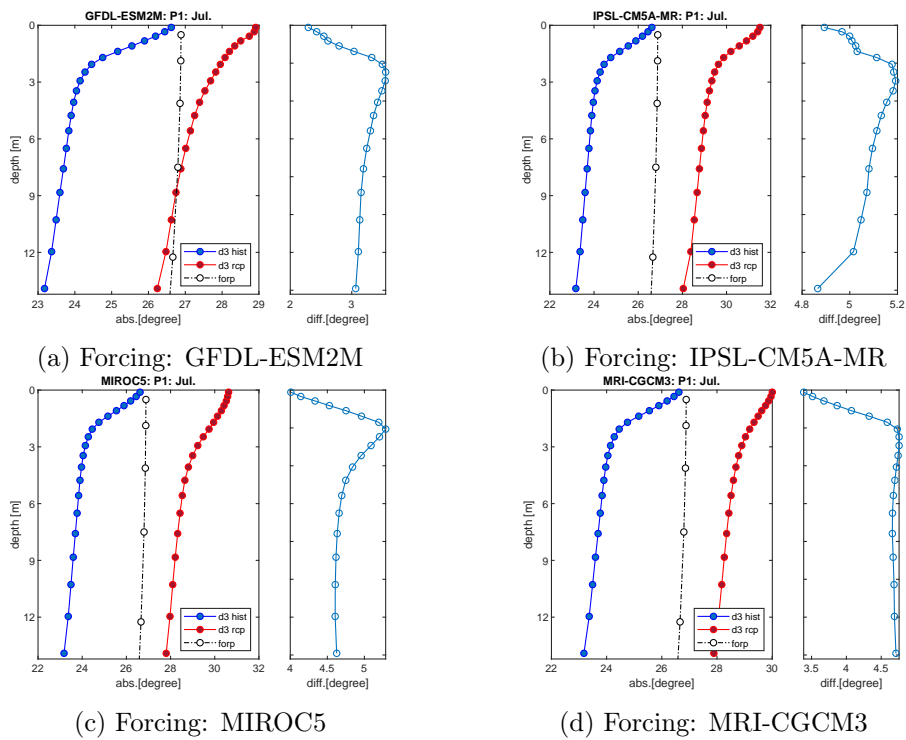 GFDL-ESM2M: P1: Jul.
0
3
6
9
12
depth [m]
23 24 25 26 27 28 29
abs.[degree]
d3 hist
d3 rcp
forp
2 3
diff.[degree]
IPSL-CM5A-MR: P1: Jul.
0
3
6
9
12
depth [m]
22 24 26 28 30 32
abs.[degree]
d3 hist
d3 rcp
forp
4.8 5 5.2
diff.[degree]
(a) Forcing: GFDL-ESM2M
(b) Forcing: IPSL-CM5A-MR
MIROC5: P1: Jul.
0
3
6
9
12
depth [m]
22 24 26 28 30 32
abs.[degree]
d3 hist
d3 rcp
forp
4 4.5 5
diff.[degree]
MRI-CGCM3: P1: Jul.
0
3
6
9
12
depth [m]
22 24 26 28 30
abs.[degree]
d3 hist
d3 rcp
forp
3.4 4 4.6
diff.[degree]
(c) Forcing: MIROC5
(d) Forcing: MRI-CGCM3